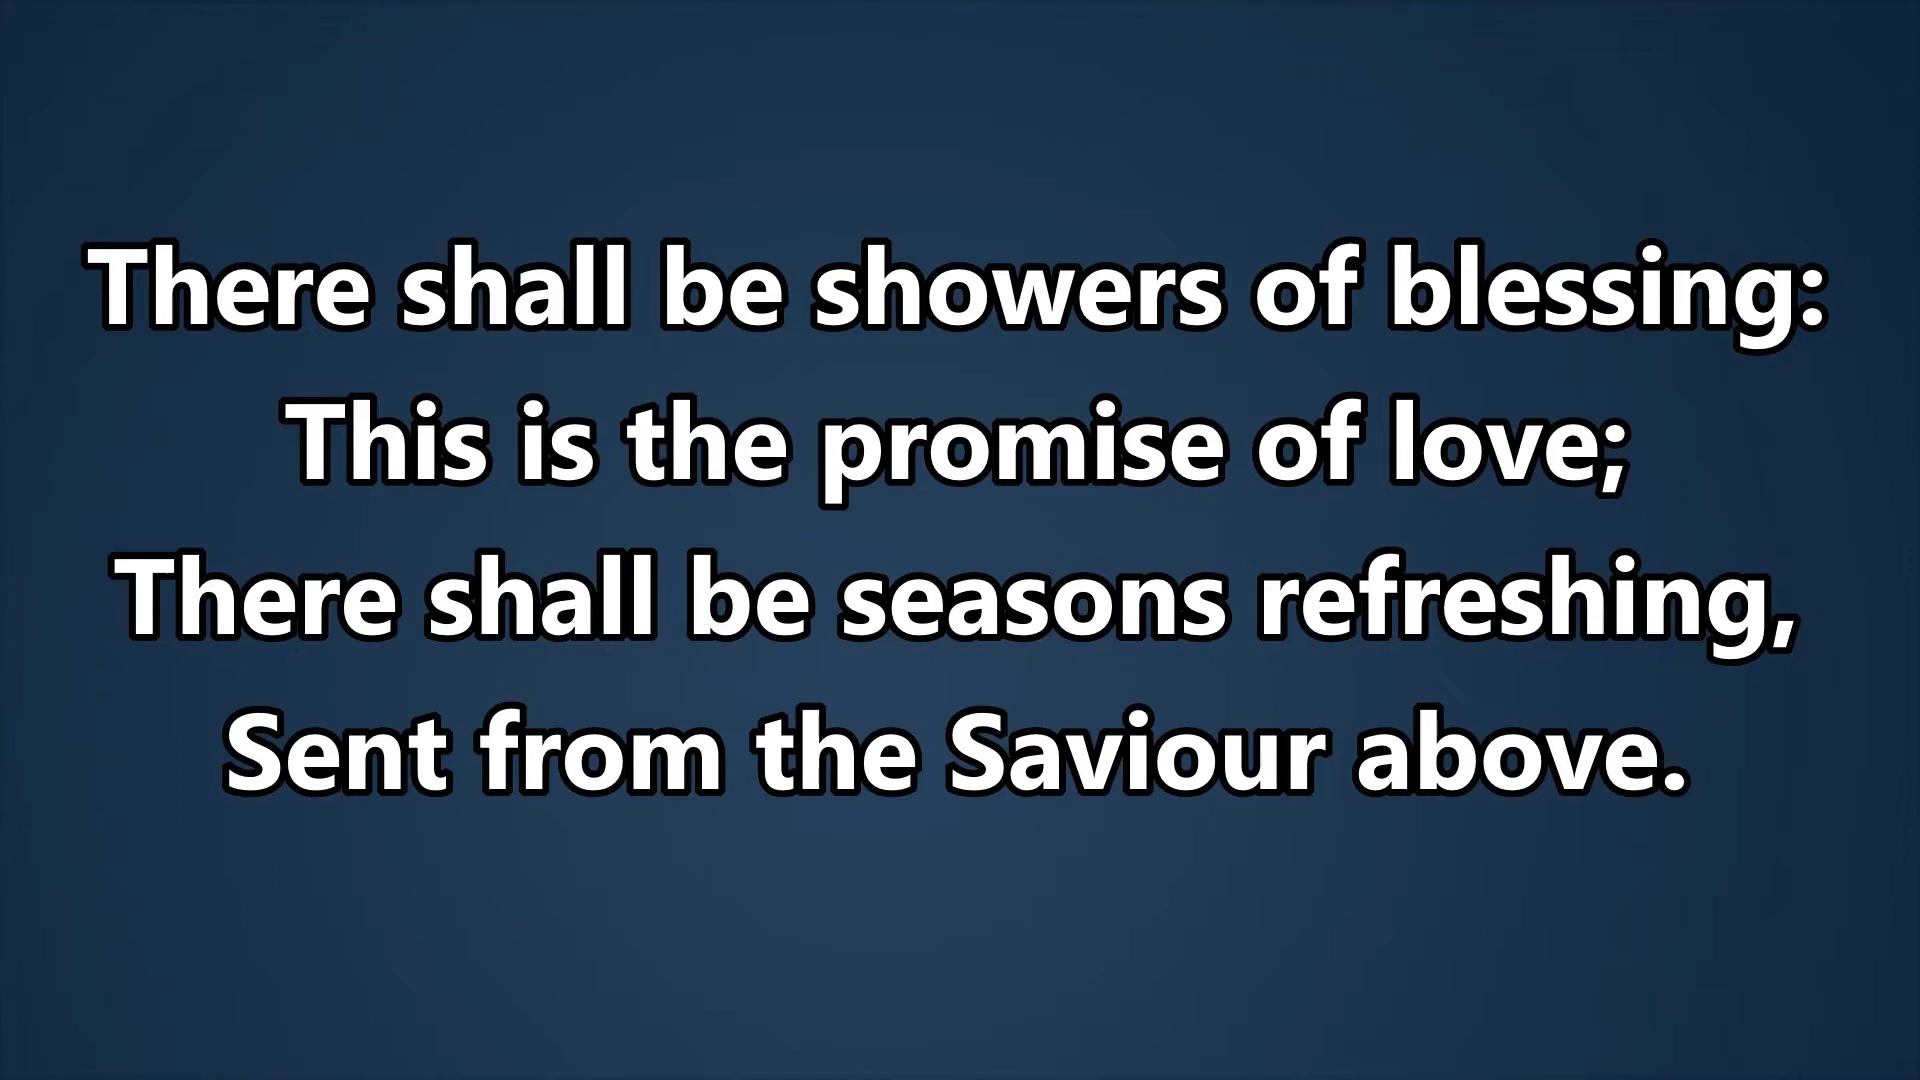 There shall be showers of blessing:
This is the promise of love;
There shall be seasons refreshing,
Sent from the Saviour above.